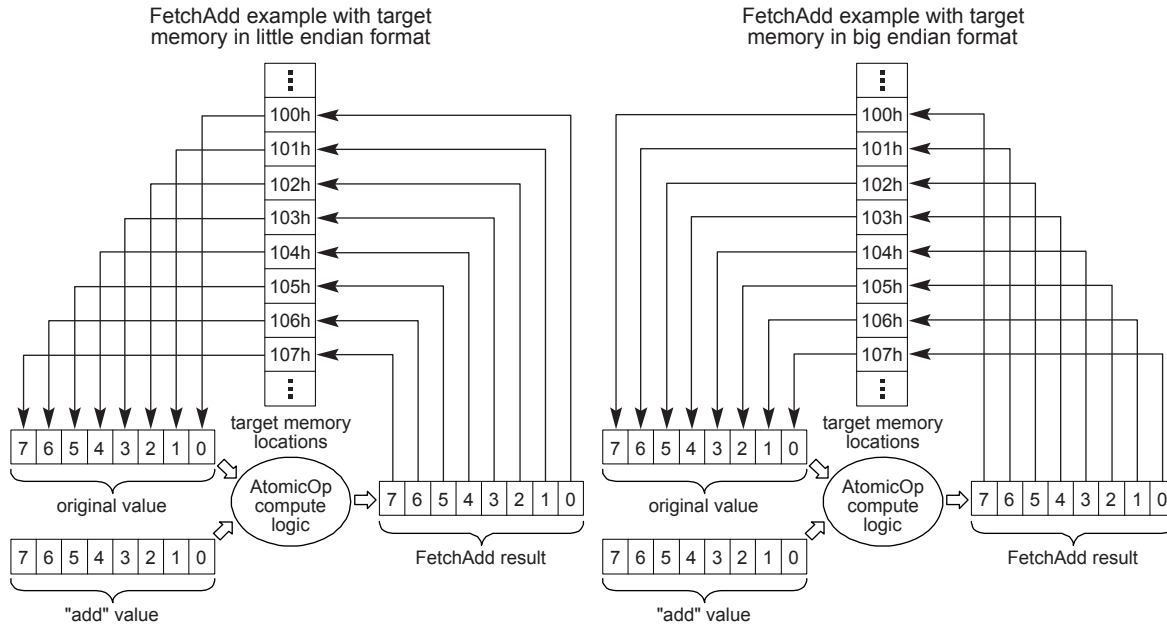 FetchAdd example with target
memory in little endian format
100h
101h
102h
103h
104h
105h
106h
107h
target memory
locations
7 6 5 4 3 2 1 0
original value
AtomicOp
compute
logic
7 6 5 4 3 2 1 0
FetchAdd result
7 6 5 4 3 2 1 0
"add" value
FetchAdd example with target
memory in big endian format
100h
101h
102h
103h
104h
105h
106h
107h
target memory
locations
7 6 5 4 3 2 1 0
original value
AtomicOp
compute
logic
7 6 5 4 3 2 1 0
FetchAdd result
7 6 5 4 3 2 1 0
"add" value